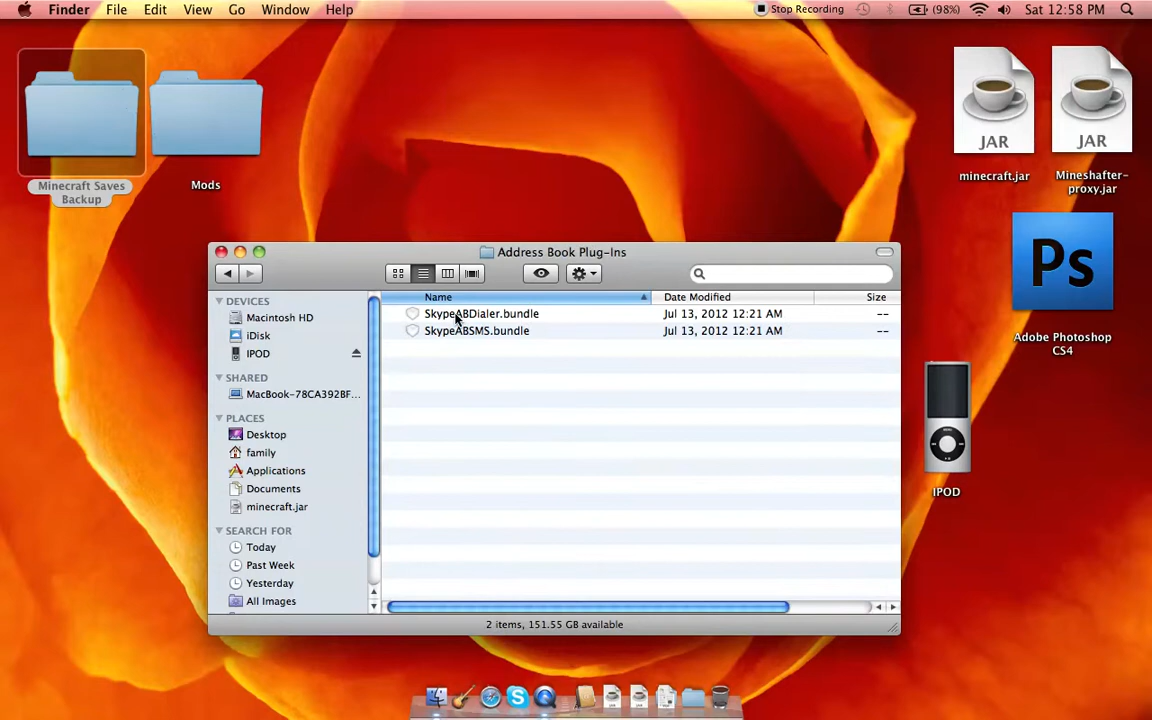 Finder File Edit View Go Window Help
Stop Recording (98%) Sat 12:58 PM
Minecraft Saves
Backup
Mods
JAR
minecraft.jar
JAR
Mineshafter-
proxy.jar
Ps
Adobe Photoshop
CS4
IPOD
Address Book Plug-Ins
Name Date Modified Size
SkypeABDialer.bundle Jul 13, 2012 12:21 AM --
SkypeABSMS.bundle Jul 13, 2012 12:21 AM --
DEVICES
Macintosh HD
iDisk
IPOD
SHARED
MacBook-78CA392BF...
PLACES
Desktop
family
Applications
Documents
minecraft.jar
SEARCH FOR
Today
Past Week
Yesterday
All Images
2 items, 151.55 GB available